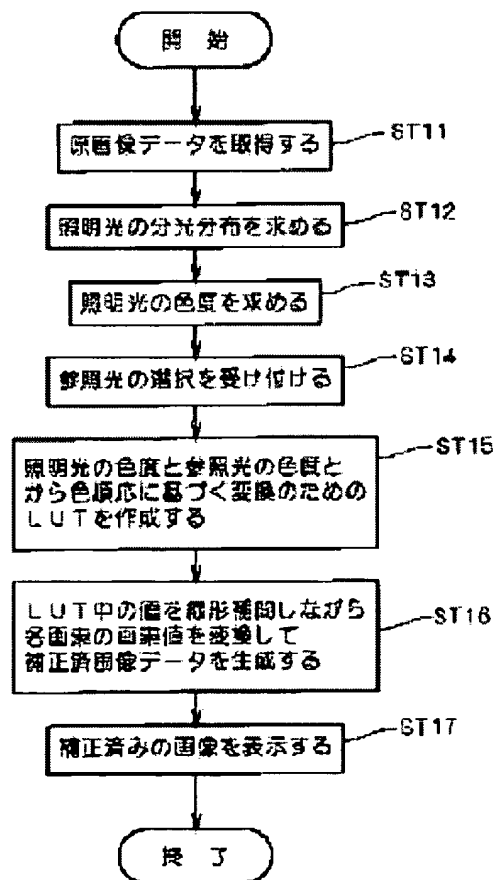 開 始
原画像データを取得する
ST11
照明光の分光分布を求める
ST12
照明光の色度を求める
ST13
参照光の選択を受け付ける
ST14
照明光の色度と参照光の色度と
から色順応に基づく変換のための
LUTを作成する
ST15
LUT中の値を線形補間しながら
各画素の画素値を変換して
補正済画像データを生成する
ST16
補正済みの画像を表示する
ST17
終 了